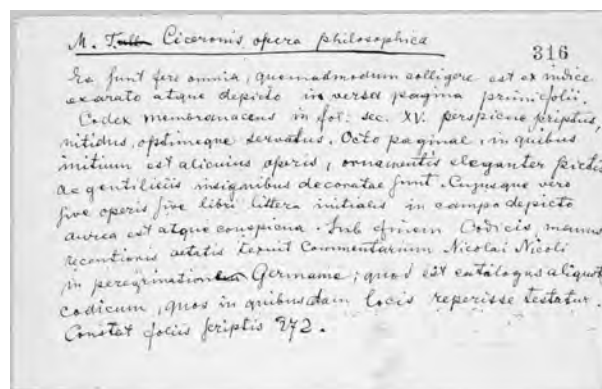 M. Tull Ciceronis opera philosophica
316
Ea sunt fere omnia, quemadmodum colligere est ex indice
exarato atque depicto in versa pagina primi folii.
Codex membranaceus in fol: sec. XV. perspicue scriptus,
nitidus, optimeque servatus. Octo paginae, in quibus
initium est alicuius operis, ornamentis eleganter pictis
ac gentiliciis insignibus decoratae sunt. Cujusque vero
sive operis sive libri littera initialis in campo depicto
aurea est atque conspicua. Sub finem Codicis, manus
recentioris aetatis texuit Commentarium Nicolai Nicoli
in peregrinatione Germame; quod est catalogus aliquot
codicum, quos in quibusdam locis reperisse testatur.
Constat foliis scriptis 272.